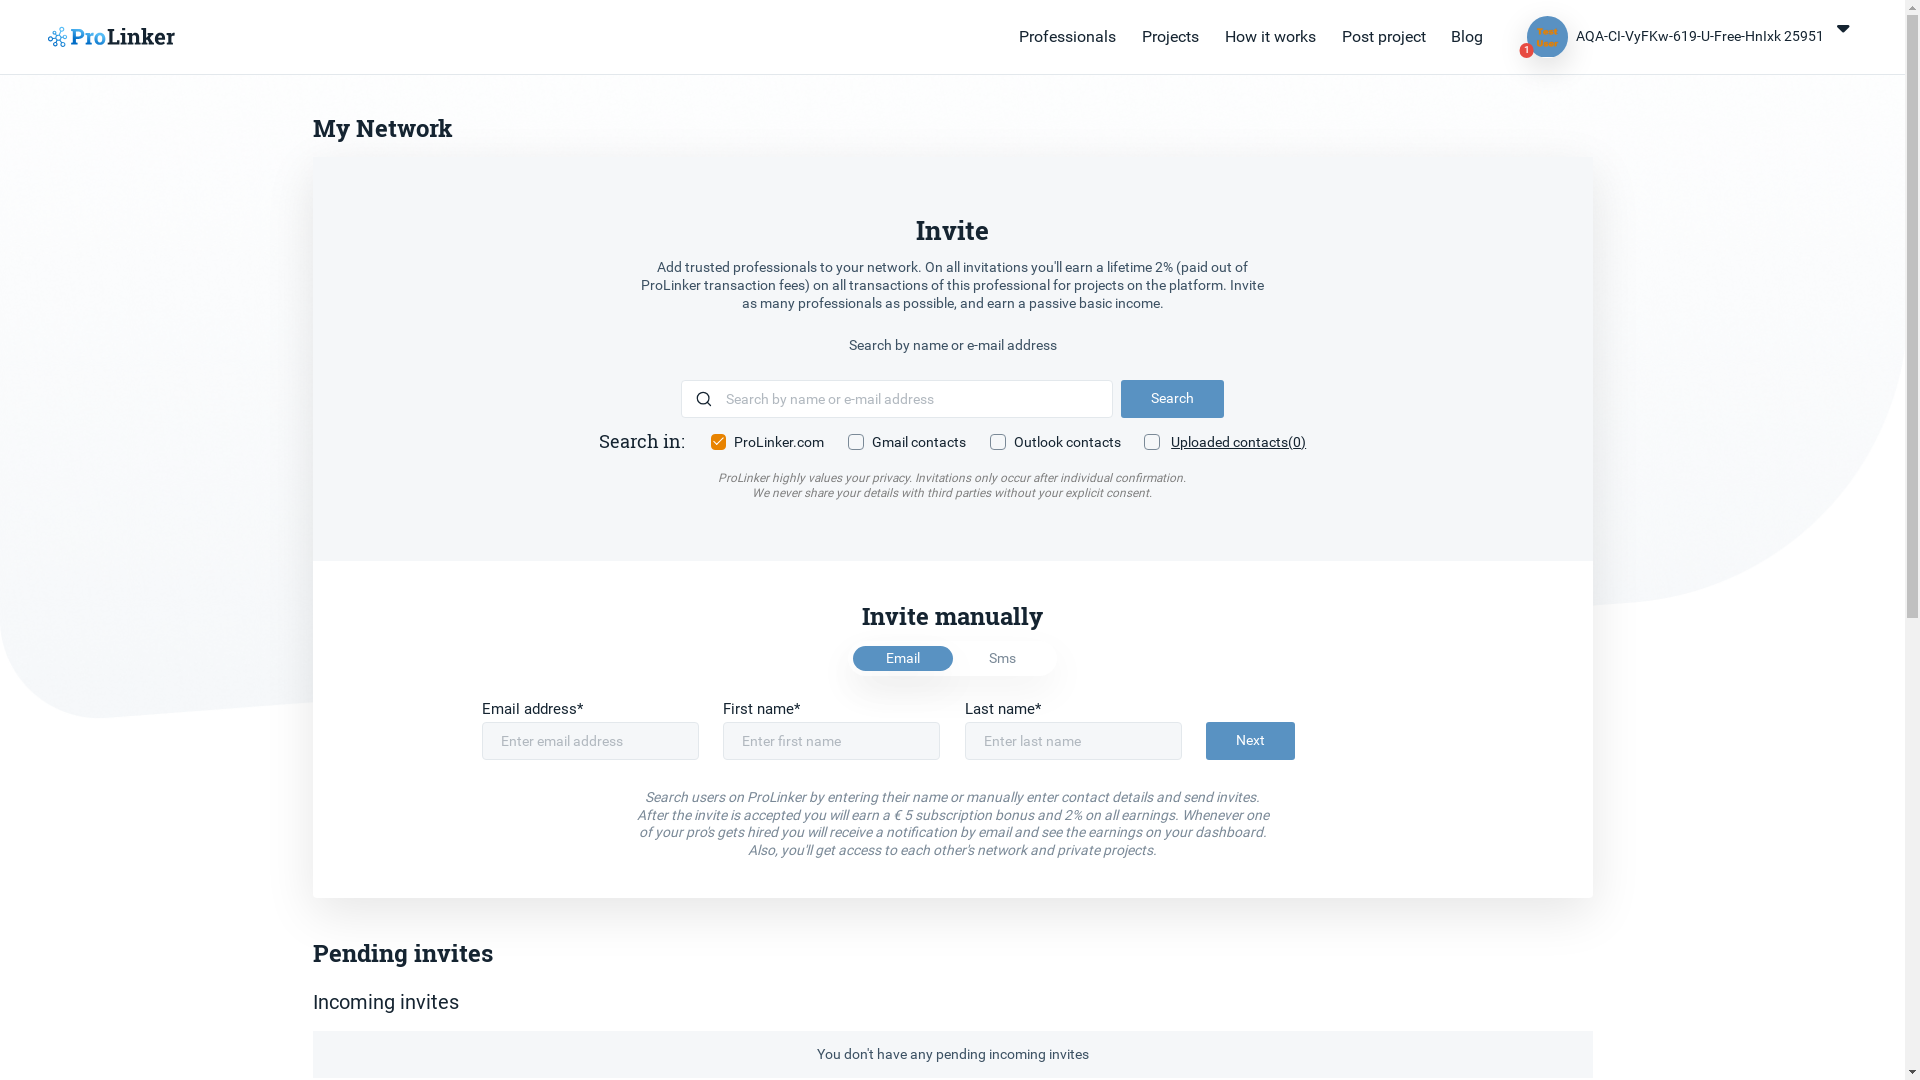 ProLinker
Professionals
Projects
How it works
Post project
Blog
Test
User
1
AQA-CI-VyFKw-619-U-Free-HnIxk 25951
My Network
Invite
Add trusted professionals to your network. On all invitations you'll earn a lifetime 2% (paid out of
ProLinker transaction fees) on all transactions of this professional for projects on the platform. Invite
as many professionals as possible, and earn a passive basic income.
Search by name or e-mail address
Search by name or e-mail address
Search
Search in:
ProLinker.com
Gmail contacts
Outlook contacts
Uploaded contacts(0)
ProLinker highly values your privacy. Invitations only occur after individual confirmation.
We never share your details with third parties without your explicit consent.
Invite manually
Email
Sms
Email address*
First name*
Last name*
Enter email address
Enter first name
Enter last name
Next
Search users on ProLinker by entering their name or manually enter contact details and send invites.
After the invite is accepted you will earn a € 5 subscription bonus and 2% on all earnings. Whenever one
of your pro's gets hired you will receive a notification by email and see the earnings on your dashboard.
Also, you'll get access to each other's network and private projects.
Pending invites
Incoming invites
You don't have any pending incoming invites